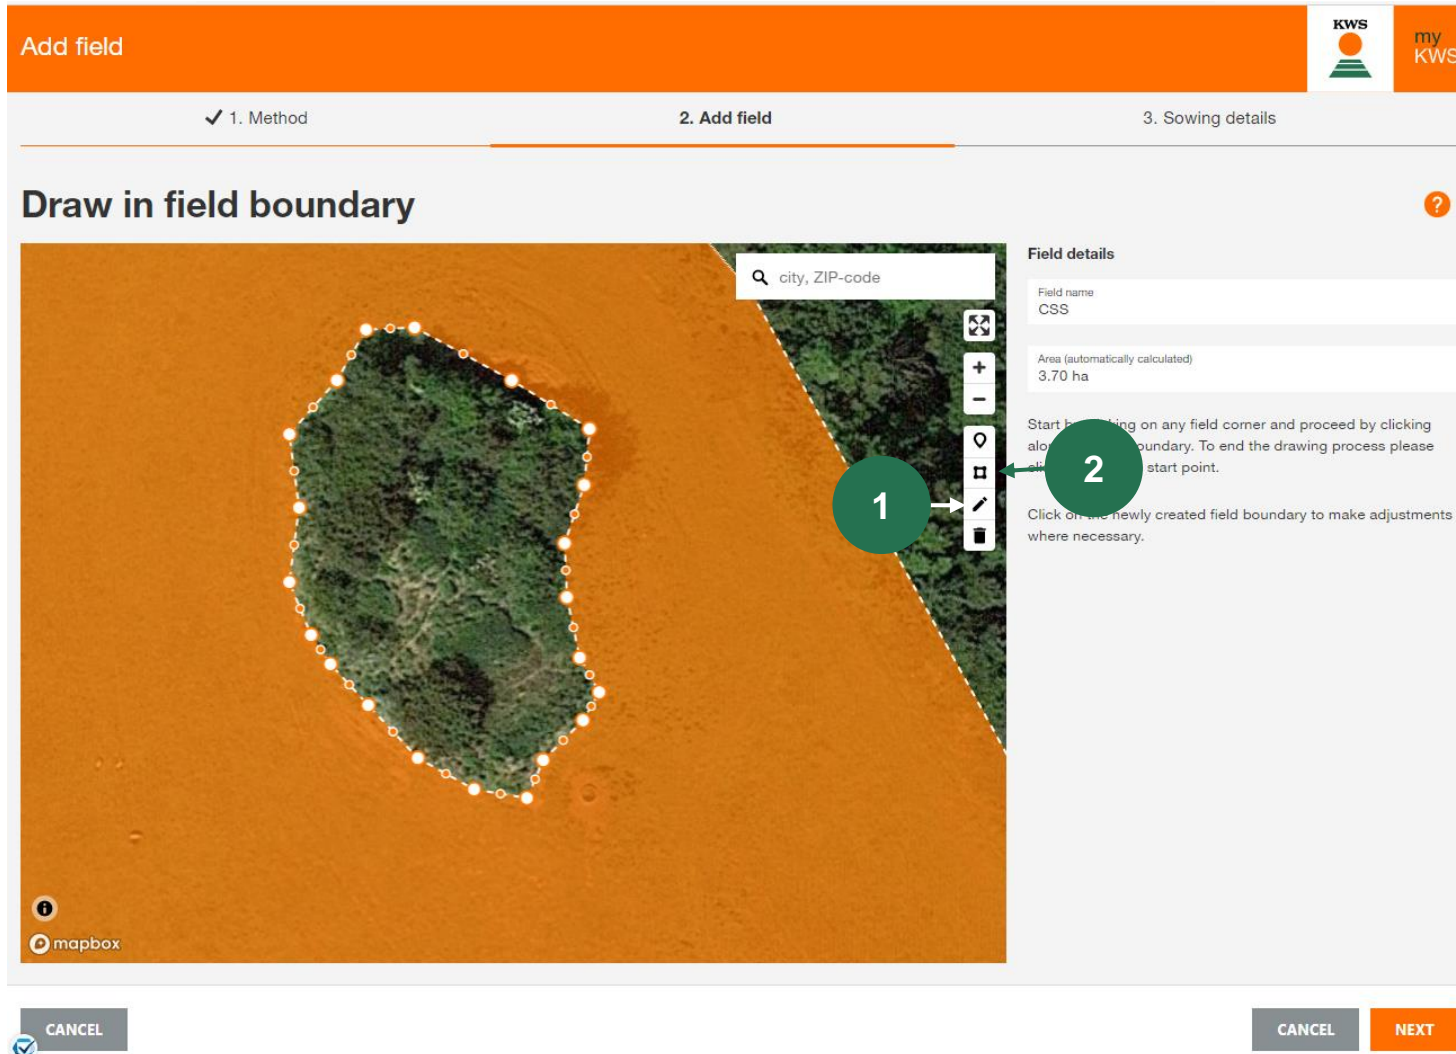 Add field
KWS
my
KWS
1. Method
2. Add field
3. Sowing details
Draw in field boundary
?
city, ZIP-code
Field details
Field name
CSS
Area (automatically calculated)
3.70 ha
Start on any field corner and proceed by clicking
boundary. To end the drawing process please
start point.
1
2
Click on the newly created field boundary to make adjustments
where necessary.
mapbox
CANCEL
CANCEL
NEXT